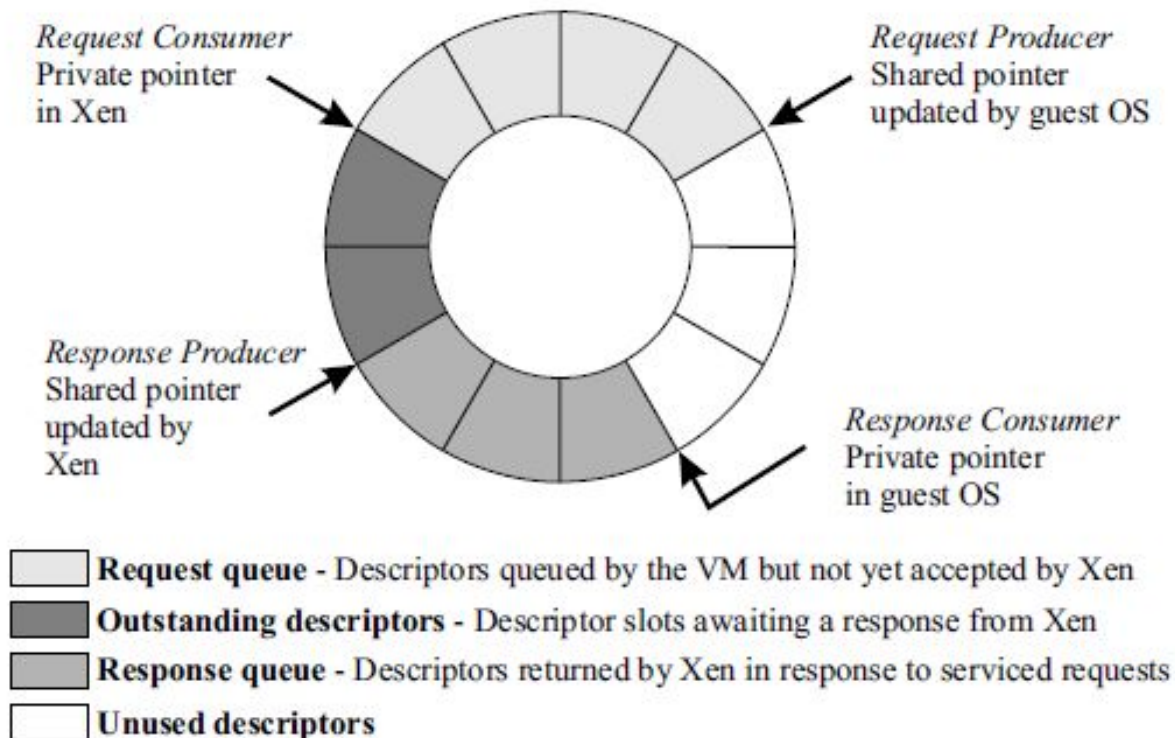 Request Consumer
Private pointer
in Xen
Request Producer
Shared pointer
updated by guest OS
Response Producer
Shared pointer
updated by
Xen
Response Consumer
Private pointer
in guest OS
Request queue - Descriptors queued by the VM but not yet accepted by Xen
Outstanding descriptors - Descriptor slots awaiting a response from Xen
Response queue - Descriptors returned by Xen in response to serviced requests
Unused descriptors